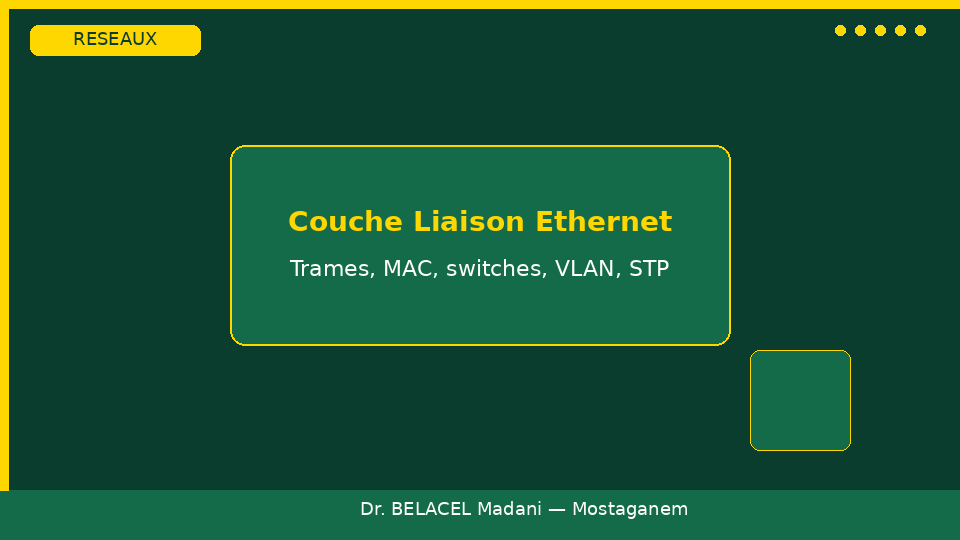 RESEAUX
Couche Liaison Ethernet
Trames, MAC, switches, VLAN, STP
Dr. BELACEL Madani — Mostaganem